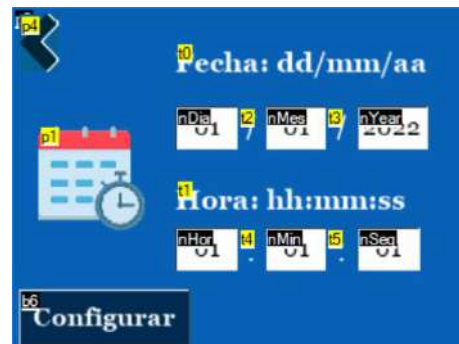 p4
t0
Fecha: dd/mm/aa
p1
nDia t2 nMes t3 nYear
01 / 01 / 2022
t1
Hora: hh:mm:ss
nHor t4 nMin t5 nSeg
01 . 01 . 01
b6
Configurar